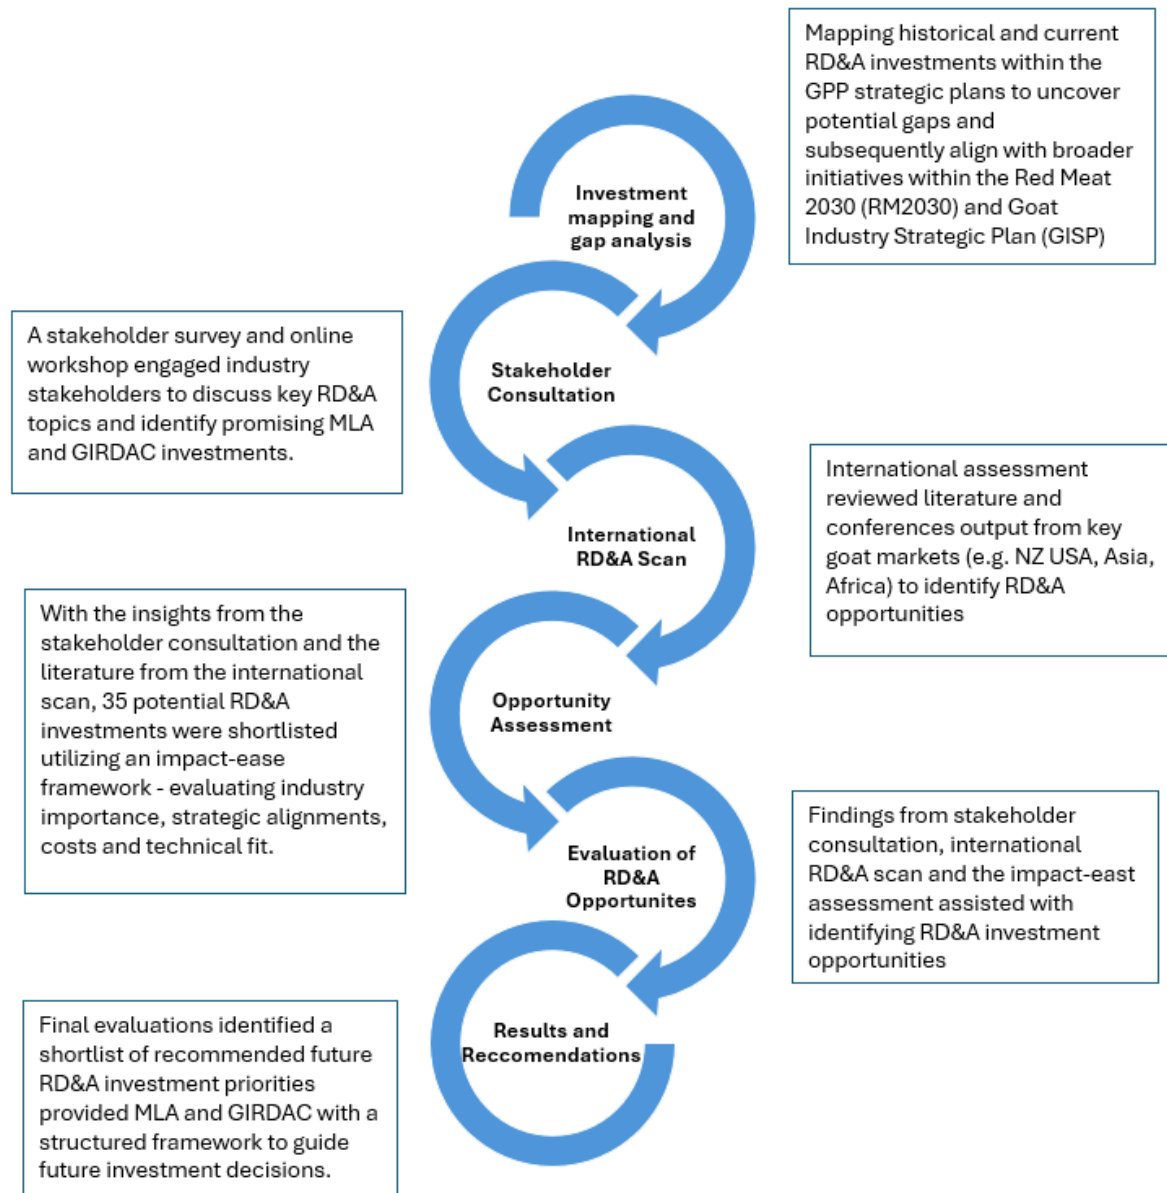 Mapping historical and current
RD&A investments within the
GPP strategic plans to uncover
potential gaps and
subsequently align with broader
initiatives within the Red Meat
2030 (RM2030) and Goat
Industry Strategic Plan (GISP)
Investment
mapping and
gap analysis
A stakeholder survey and online
workshop engaged industry
stakeholders to discuss key RD&A
topics and identify promising MLA
and GIRDAC investments.
Stakeholder
Consultation
International assessment
reviewed literature and
conferences output from key
goat markets (e.g. NZ USA, Asia,
Africa) to identify RD&A
opportunities
International
RD&A Scan
With the insights from the
stakeholder consultation and the
literature from the international
scan, 35 potential RD&A
investments were shortlisted
utilizing an impact-ease
framework - evaluating industry
importance, strategic alignments,
costs and technical fit.
Opportunity
Assessment
Findings from stakeholder
consultation, international
RD&A scan and the impact-east
assessment assisted with
identifying RD&A investment
opportunities
Evaluation of
RD&A
Opportunites
Final evaluations identified a
shortlist of recommended future
RD&A investment priorities
provided MLA and GIRDAC with a
structured framework to guide
future investment decisions.
Results and
Reccomendations